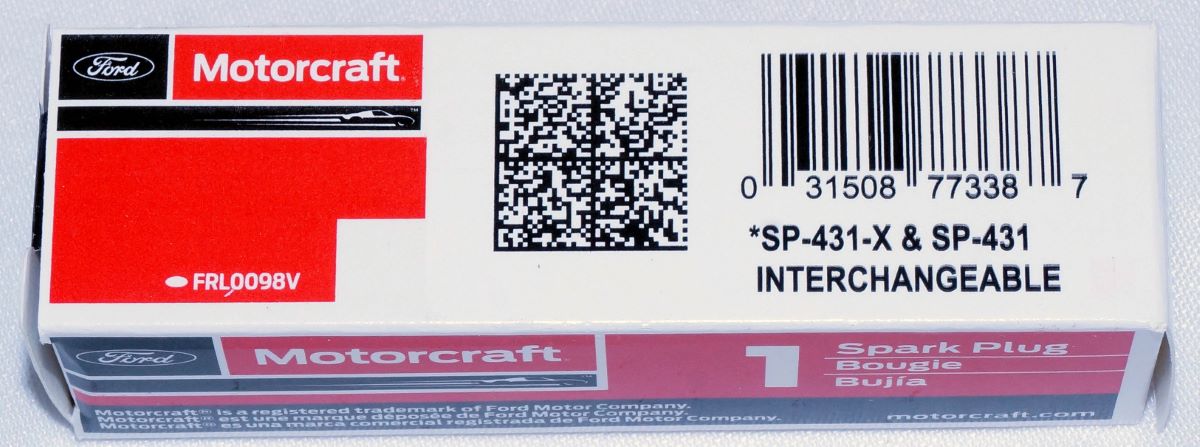 Ford
Motorcraft®
FRL0098V
0 31508 77338 7
*SP-431-X & SP-431
INTERCHANGEABLE
Ford
Motorcraft
1
Spark Plug
Bougie
Bujía
Motorcraft® is a registered trademark of Ford Motor Company.
Motorcraft® est une marque déposée de Ford Motor Company.
Motorcraft® es una marca comercial registrada de Ford Motor Company.
motorcraft.com